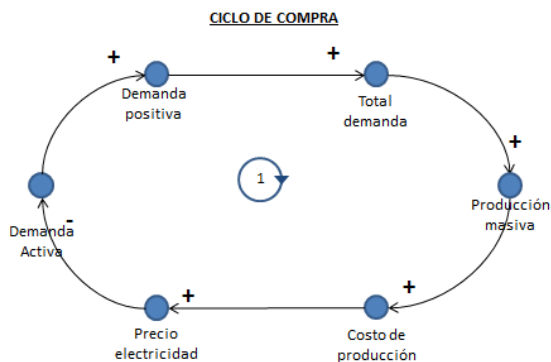 CICLO DE COMPRA
+
+
Demanda
positiva
Total
demanda
+
1
Producción
masiva
-
Demanda
Activa
+
+
Precio
electricidad
Costo de
producción